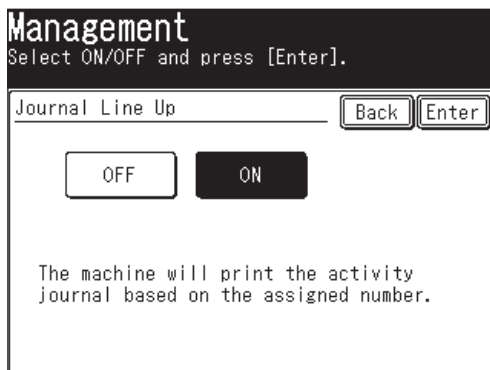 Management
Select ON/OFF and press [Enter].
Journal Line Up
Back Enter
OFF ON
The machine will print the activity
journal based on the assigned number.